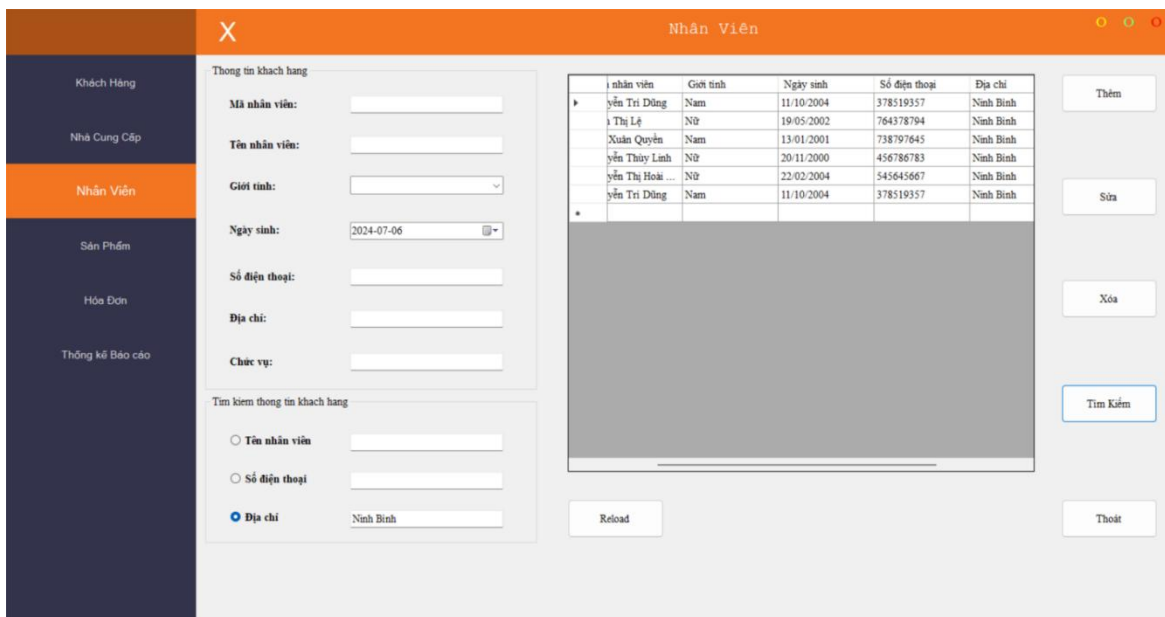 X
Nhân Viên
O O O
Khách Hàng
Nhà Cung Cấp
Nhân Viên
Sản Phẩm
Hóa Đơn
Thống kê Báo cáo
Thong tin khach hang
Mã nhân viên:
Tên nhân viên:
Giới tính:
Ngày sinh: 2024-07-06
Số điện thoại:
Địa chỉ:
Chức vụ:
Tim kiem thong tin khach hang
Tên nhân viên
Số điện thoại
Địa chỉ Ninh Bình
nhân viên Giới tính Ngày sinh Số điện thoại Địa chỉ
yễn Trí Dũng Nam 11/10/2004 378519357 Ninh Bình
Thị Lệ Nữ 19/05/2002 764378794 Ninh Bình
Xuân Quyền Nam 13/01/2001 738797645 Ninh Bình
yễn Thùy Linh Nữ 20/11/2000 456786783 Ninh Bình
yễn Thị Hoài ... Nữ 22/02/2004 545645667 Ninh Bình
yễn Trí Dũng Nam 11/10/2004 378519357 Ninh Bình
Reload
Thêm
Sửa
Xóa
Tìm Kiếm
Thoát